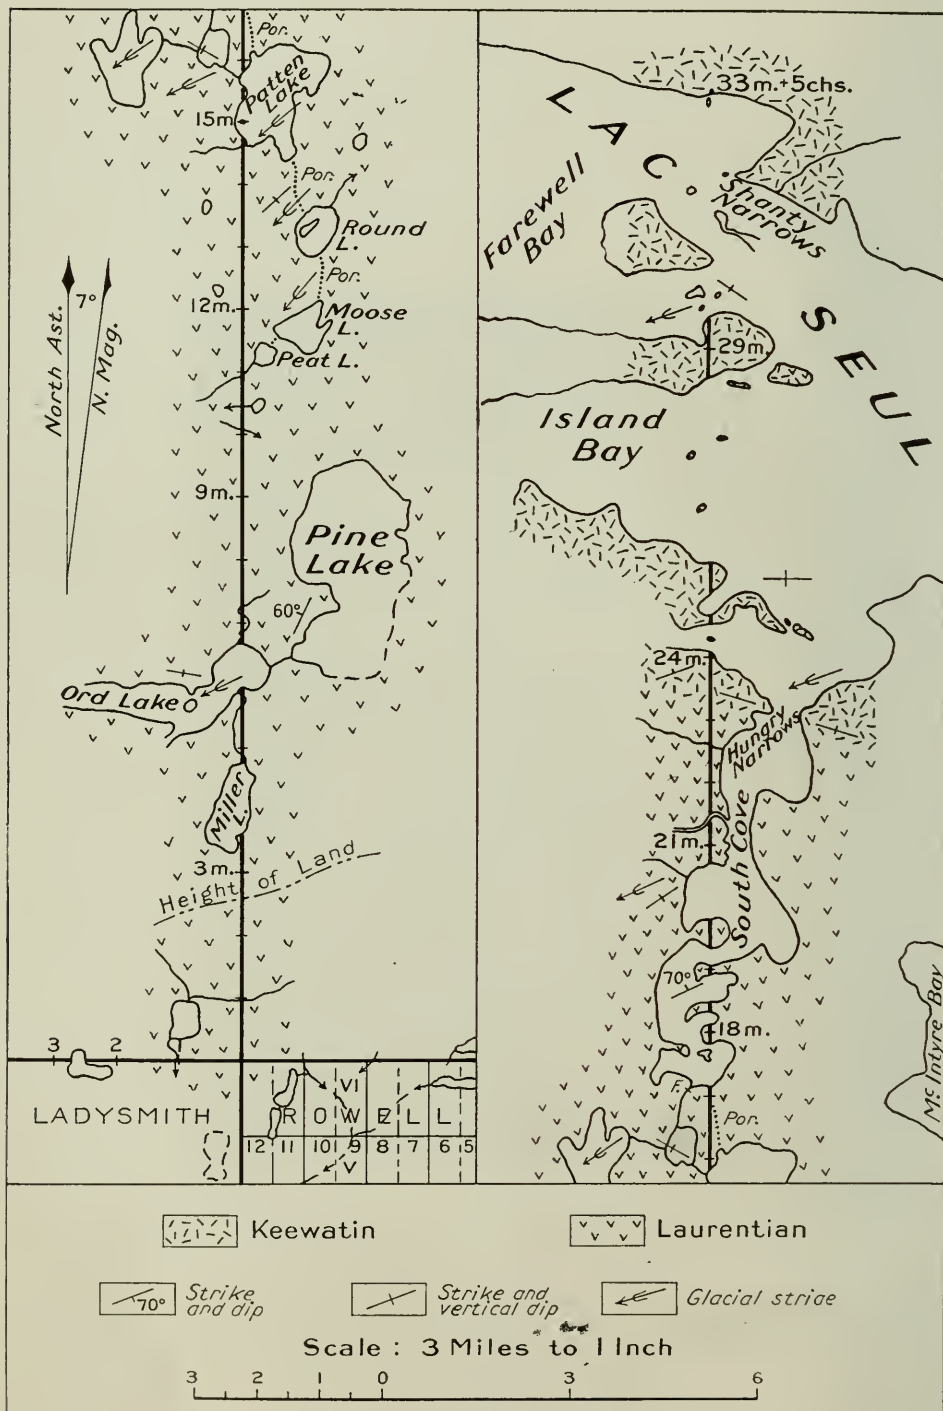 Por.
Patten
Lake
15m.
Por.
Round
L.
Por.
12m.
Moose
L.
Peat L.
North Ast.
7°
N. Mag.
9m.
Pine
Lake
60°
Ord Lake
Miller
L.
3m.
Height of Land
3 2
LADYSMITH
ROWELL
VI
12 11 10 9 8 7 6 5
V
33m.+5chs.
LAC SEUL
Farewell
Bay
Shanty
Narrows
29m.
Island
Bay
24m.
Hungry
Narrows
21m.
South Cove
70°
18m.
McIntyre Bay
F.
Por.
Keewatin
Laurentian
70°
Strike
and dip
Strike and
vertical dip
Glacial striae
Scale : 3 Miles to 1 Inch
3 2 1 0 3 6